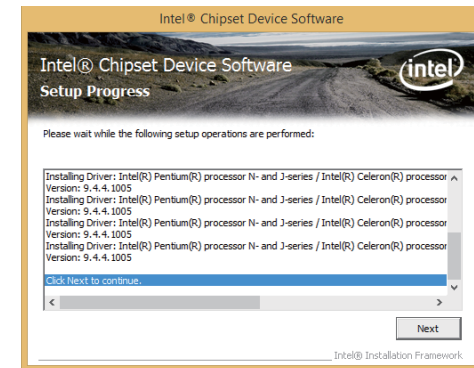 Intel® Chipset Device Software
Intel® Chipset Device Software
intel
Setup Progress
Please wait while the following setup operations are performed:
Installing Driver: Intel(R) Pentium(R) processor N- and J-series / Intel(R) Celeron(R) processor
Version: 9.4.4.1005
Installing Driver: Intel(R) Pentium(R) processor N- and J-series / Intel(R) Celeron(R) processor
Version: 9.4.4.1005
Installing Driver: Intel(R) Pentium(R) processor N- and J-series / Intel(R) Celeron(R) processor
Version: 9.4.4.1005
Installing Driver: Intel(R) Pentium(R) processor N- and J-series / Intel(R) Celeron(R) processor
Version: 9.4.4.1005
Click Next to continue.
Next
Intel® Installation Framework